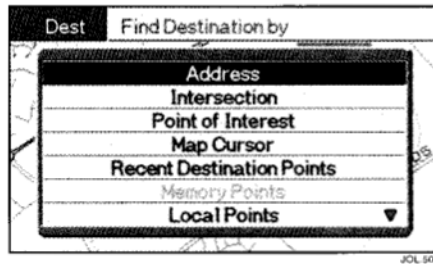 Dest Find Destination by
Address
Intersection
Point of Interest
Map Cursor
Recent Destination Points
Memory Points
Local Points
JOL.50